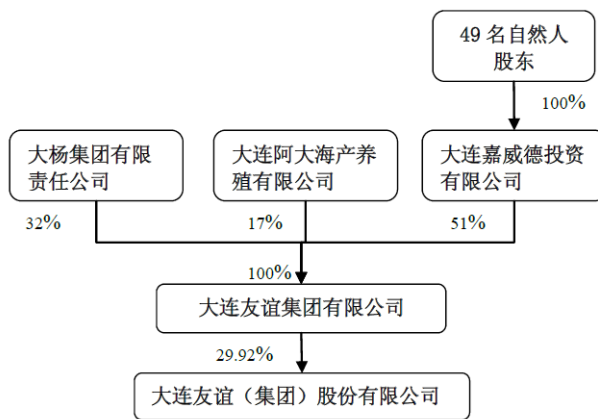 49 名自然人
股东
100%
大杨集团有限
责任公司
大连阿大海产养
殖有限公司
大连嘉威德投资
有限公司
32%
17%
51%
100%
大连友谊集团有限公司
29.92%
大连友谊（集团）股份有限公司